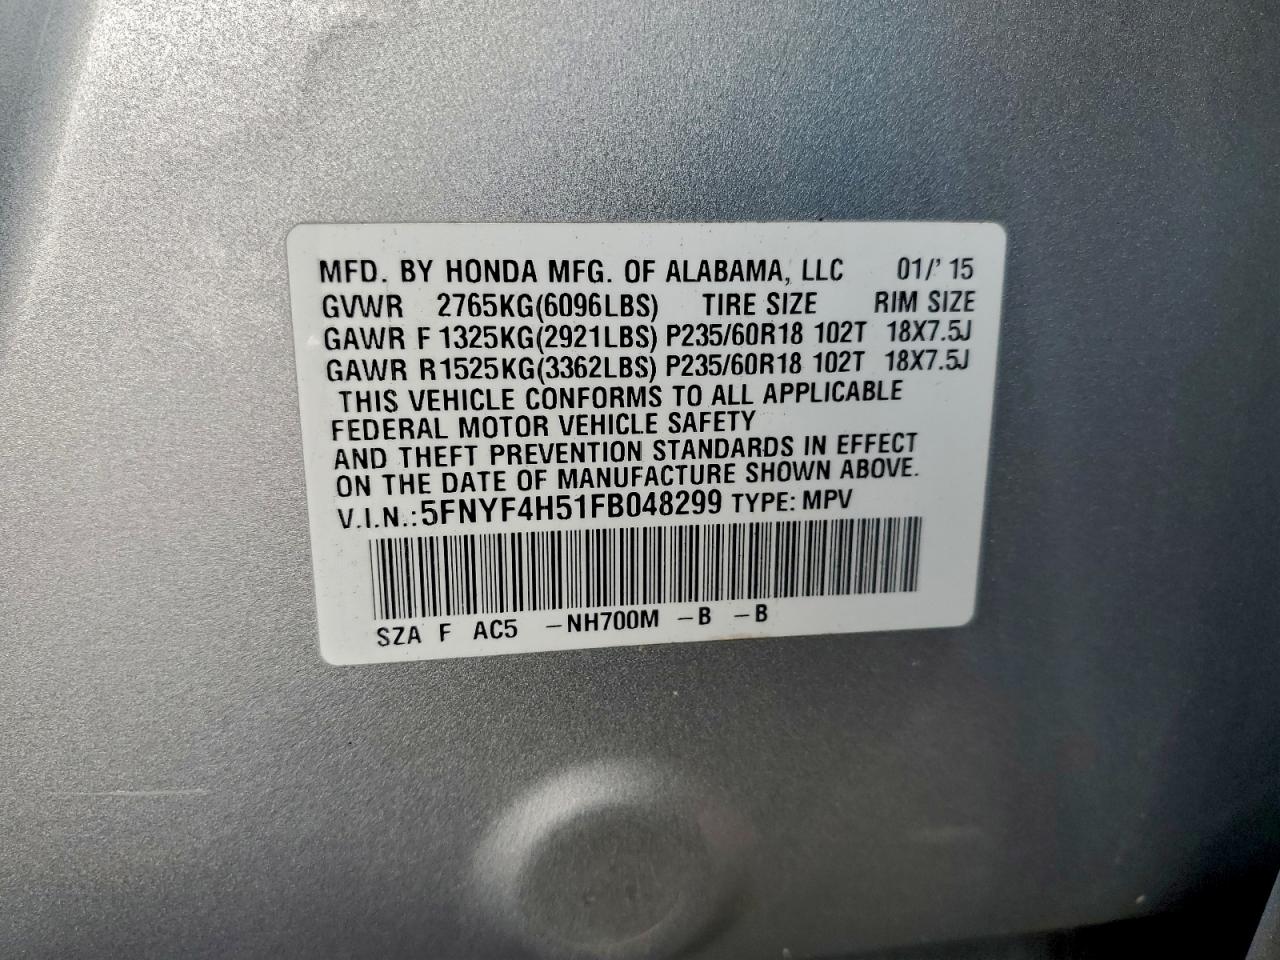 MFD. BY HONDA MFG. OF ALABAMA, LLC 01/' 15
GVWR 2765KG(6096LBS) TIRE SIZE RIM SIZE
GAWR F 1325KG(2921LBS) P235/60R18 102T 18X7.5J
GAWR R1525KG(3362LBS) P235/60R18 102T 18X7.5J
THIS VEHICLE CONFORMS TO ALL APPLICABLE
FEDERAL MOTOR VEHICLE SAFETY
AND THEFT PREVENTION STANDARDS IN EFFECT
ON THE DATE OF MANUFACTURE SHOWN ABOVE.
V.I.N.:5FNYF4H51FB048299 TYPE: MPV
SZA F AC5 -NH700M -B -B